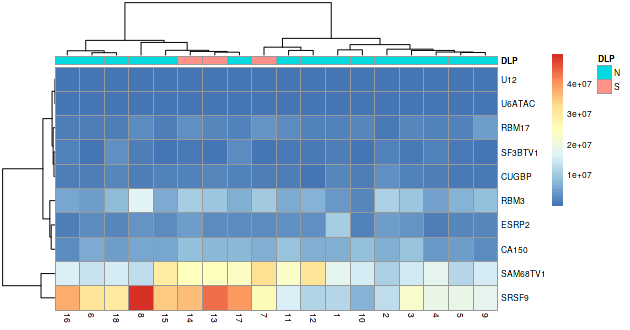 DLP
U12
U6ATAC
RBM17
SF3BTV1
CUGBP
RBM3
ESRP2
CA150
SAM68TV1
SRSF9
16 6 18 8 15 14 13 17 7 11 12 1 10 2 3 4 5 9
4e+07
3e+07
2e+07
1e+07
DLP
N
S